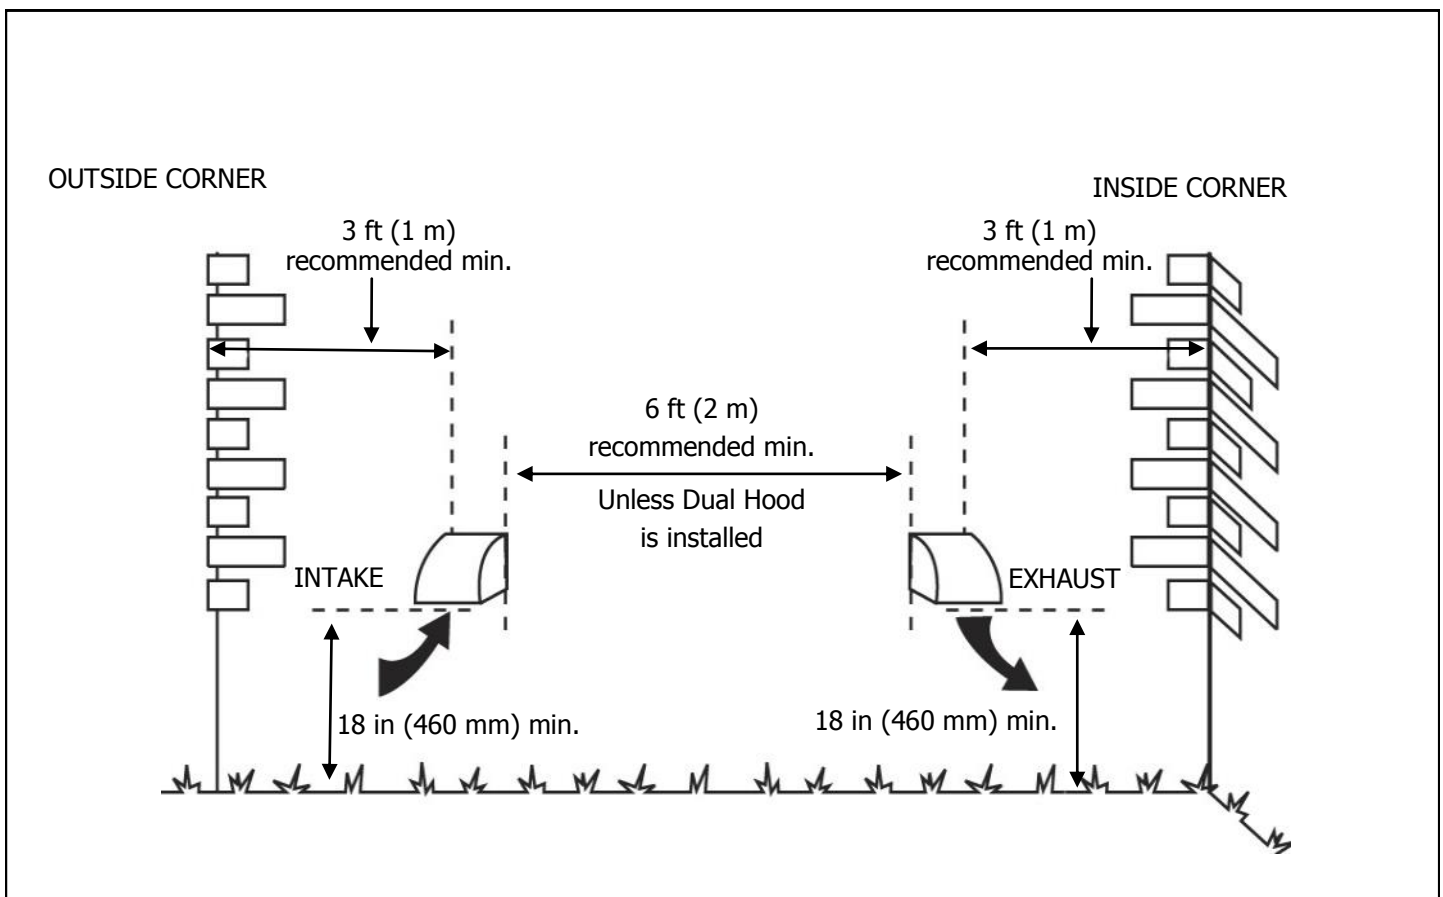 OUTSIDE CORNER
INSIDE CORNER
3 ft (1 m)
recommended min.
3 ft (1 m)
recommended min.
6 ft (2 m)
recommended min.
Unless Dual Hood
is installed
INTAKE
EXHAUST
18 in (460 mm) min.
18 in (460 mm) min.